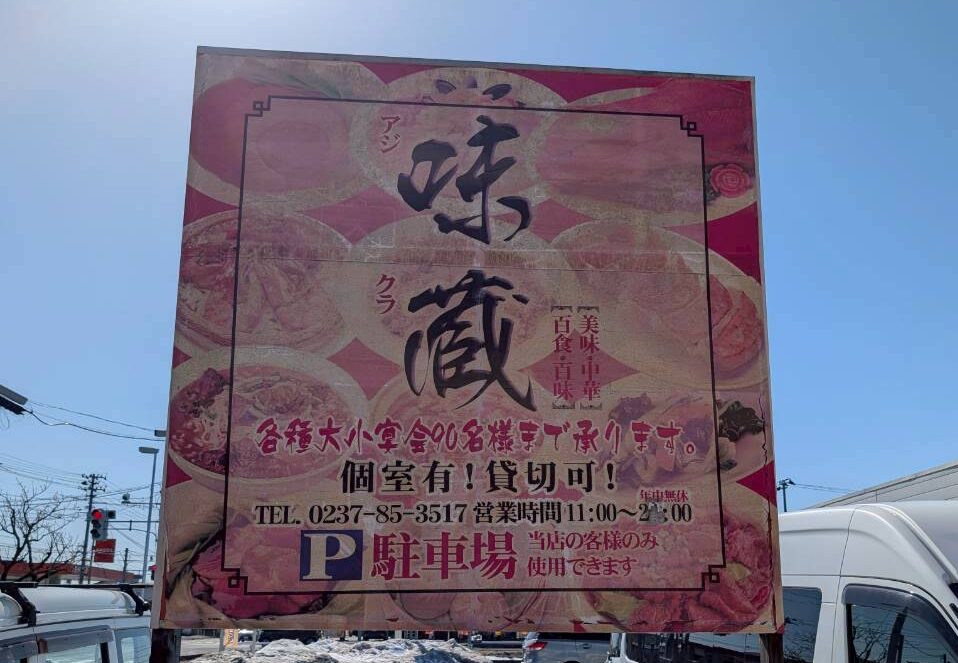 アジ
味
クラ
蔵
美味・中華
百食・百味
各種大小宴会90名様まで承ります。
個室有！貸切可！
年中無休
TEL. 0237-85-3517 営業時間 11:00〜
P 駐車場
当店の客様のみ
使用できます